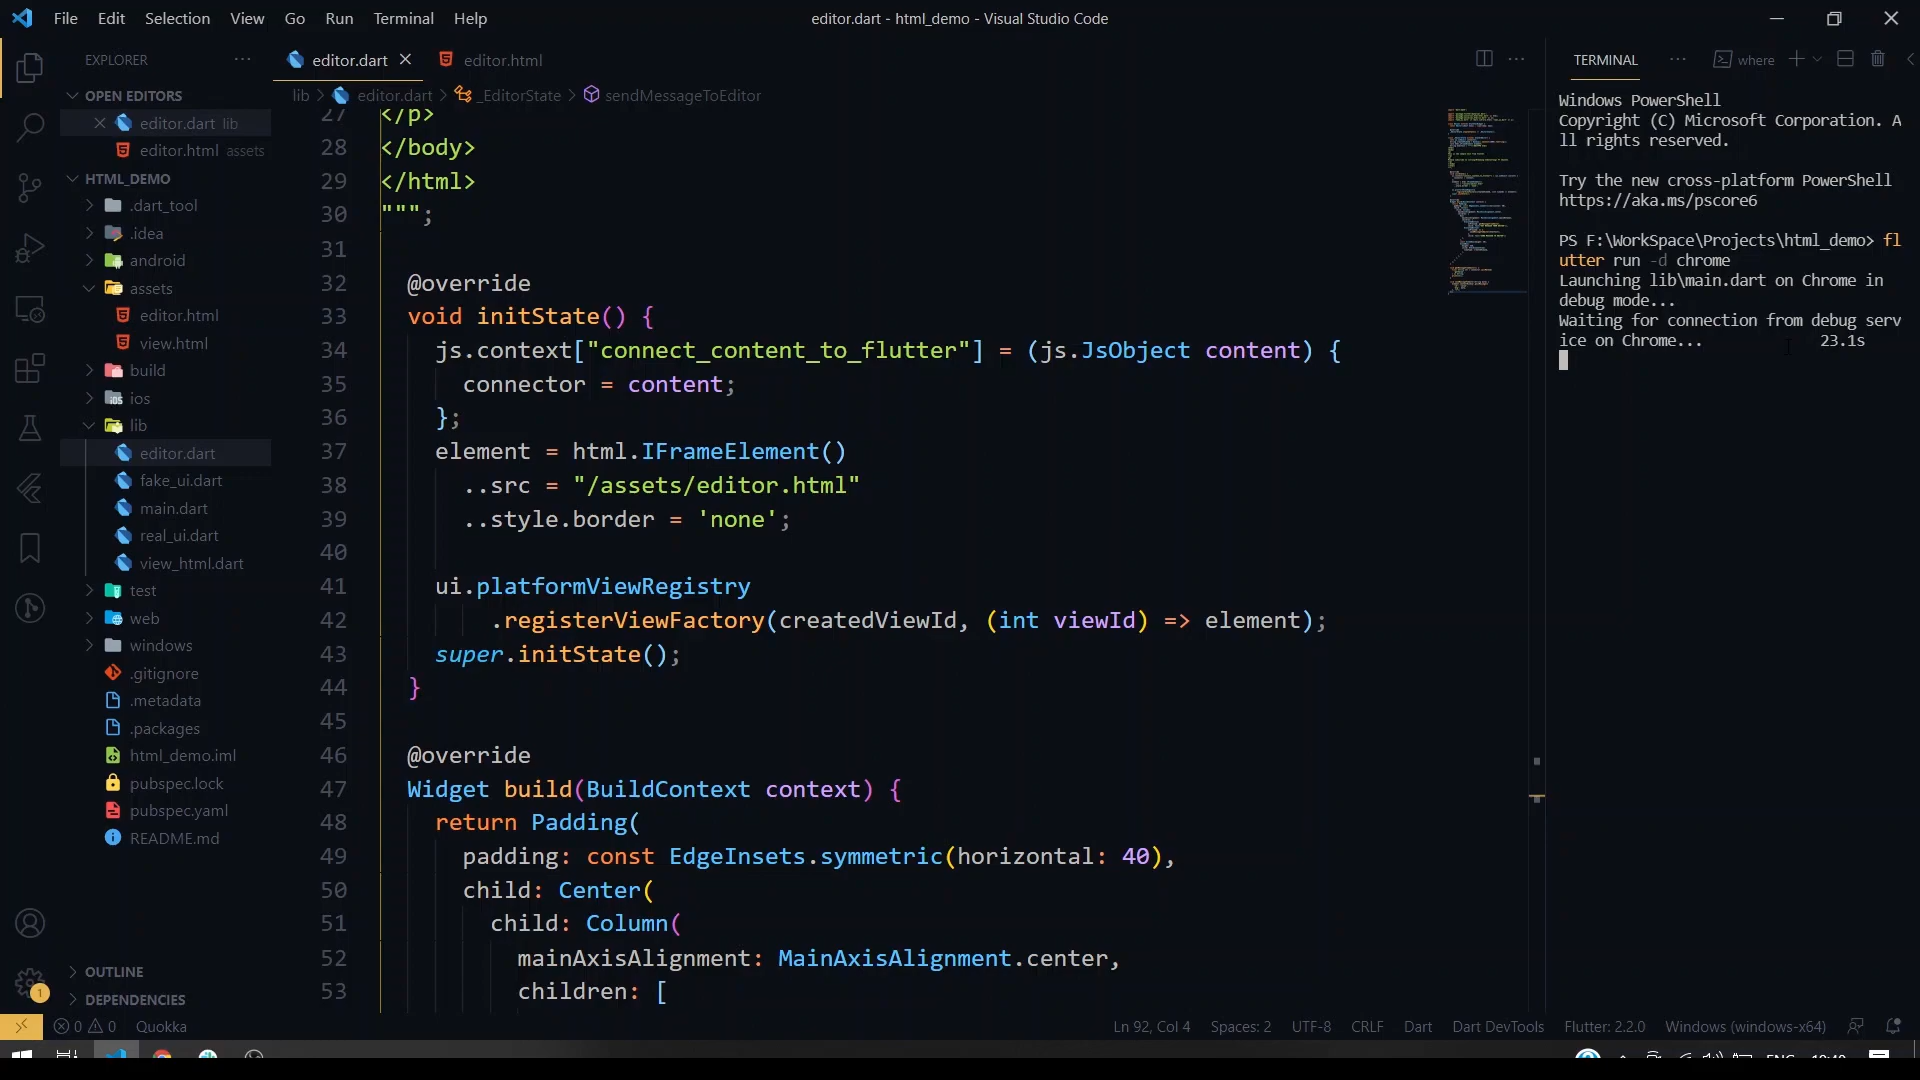 File Edit Selection View Go Run Terminal Help
editor.dart - html_demo - Visual Studio Code
EXPLORER
OPEN EDITORS
editor.dart lib
editor.html assets
HTML_DEMO
.dart_tool
.idea
android
assets
editor.html
view.html
build
ios
lib
editor.dart
fake_ui.dart
main.dart
real_ui.dart
view_html.dart
test
web
windows
.gitignore
.metadata
.packages
html_demo.iml
pubspec.lock
pubspec.yaml
README.md
OUTLINE
DEPENDENCIES
editor.dart
editor.html
lib > editor.dart > _EditorState > sendMessageToEditor
27 </p>
28 </body>
29 </html>
30 """;
31
32 @override
33 void initState() {
34 js.context["connect_content_to_flutter"] = (js.JsObject content) {
35 connector = content;
36 };
37 element = html.IFrameElement()
38 ..src = "/assets/editor.html"
39 ..style.border = 'none';
40
41 ui.platformViewRegistry
42 .registerViewFactory(createdViewId, (int viewId) => element);
43 super.initState();
44 }
45
46 @override
47 Widget build(BuildContext context) {
48 return Padding(
49 padding: const EdgeInsets.symmetric(horizontal: 40),
50 child: Center(
51 child: Column(
52 mainAxisAlignment: MainAxisAlignment.center,
53 children: [
TERMINAL
where
Windows PowerShell
Copyright (C) Microsoft Corporation. A
ll rights reserved.
Try the new cross-platform PowerShell
https://aka.ms/pscore6
PS F:\WorkSpace\Projects\html_demo> fl
utter run -d chrome
Launching lib\main.dart on Chrome in
debug mode...
Waiting for connection from debug serv
ice on Chrome... 23.1s
1
0 0 Quokka
Ln 92, Col 4 Spaces: 2 UTF-8 CRLF Dart Dart DevTools Flutter: 2.2.0 Windows (windows-x64)